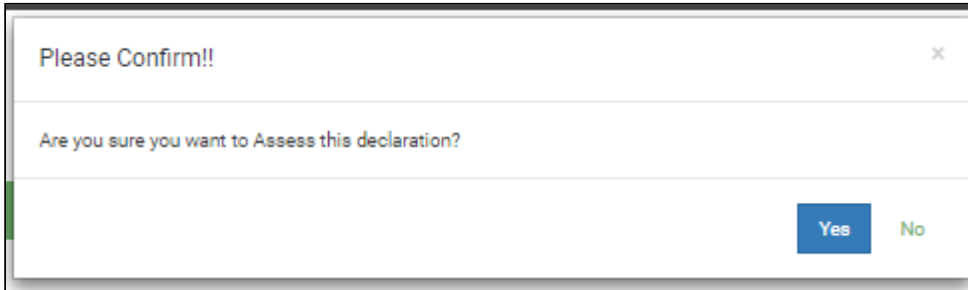 Please Confirm!!
×
Are you sure you want to Assess this declaration?
Yes No